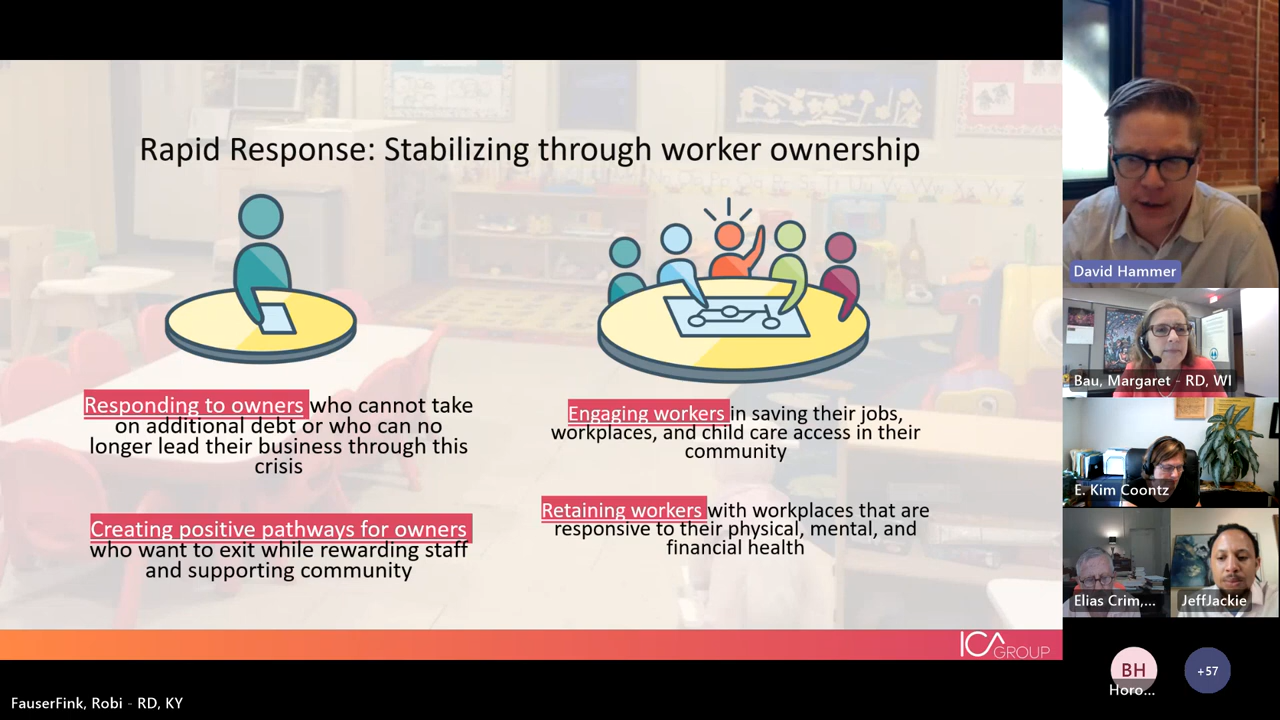 Rapid Response: Stabilizing through worker ownership
Responding to owners who cannot take
on additional debt or who can no
longer lead their business through this
crisis
Creating positive pathways for owners
who want to exit while rewarding staff
and supporting community
Engaging workers in saving their jobs,
workplaces, and child care access in their
community
Retaining workers with workplaces that are
responsive to their physical, mental, and
financial health
ICA
GROUP
David Hammer
Bau, Margaret - RD, WI
E. Kim Coontz
Elias Crim,...
JeffJackie
BH
Horo...
+57
FauserFink, Robi - RD, KY